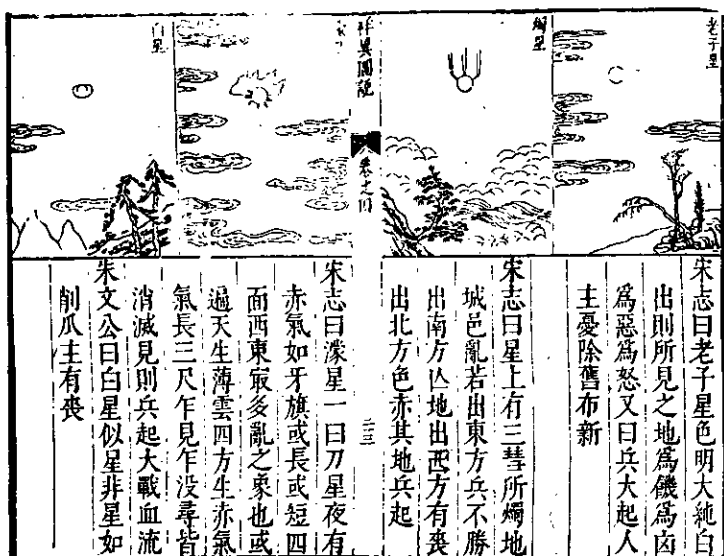 老子星
宋志曰老子星色明大純白
出則所見之地爲饑爲凶
爲惡爲怒又曰兵大起人
主憂除舊布新
燭星
宋志曰星上有三彗所燭地
城邑亂若出東方兵不勝
出南方亾地出西方有喪
出北方色赤其地兵起
祥異圖說
卷之四
二三
宋志曰濛星一曰刀星夜有
赤氣如牙旗或長或短四
面西東㝡多亂之象也或
遍天生薄雲四方生赤氣
氣長三尺乍見乍没尋皆
消滅見則兵起大戰血流
白星
朱文公曰白星似星非星如
削瓜主有喪